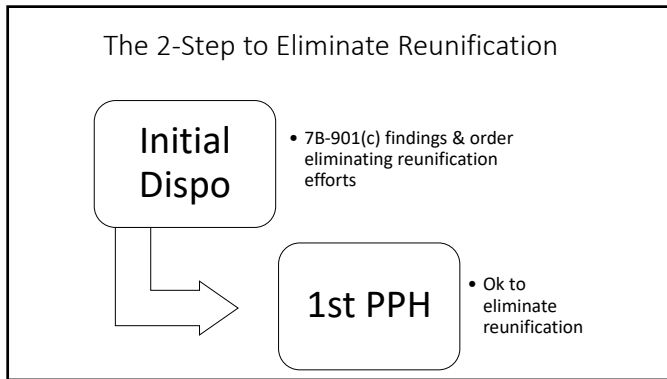 The 2-Step to Eliminate Reunification
Initial
Dispo
• 7B-901(c) findings & order
eliminating reunification
efforts
1st PPH
• Ok to
eliminate
reunification